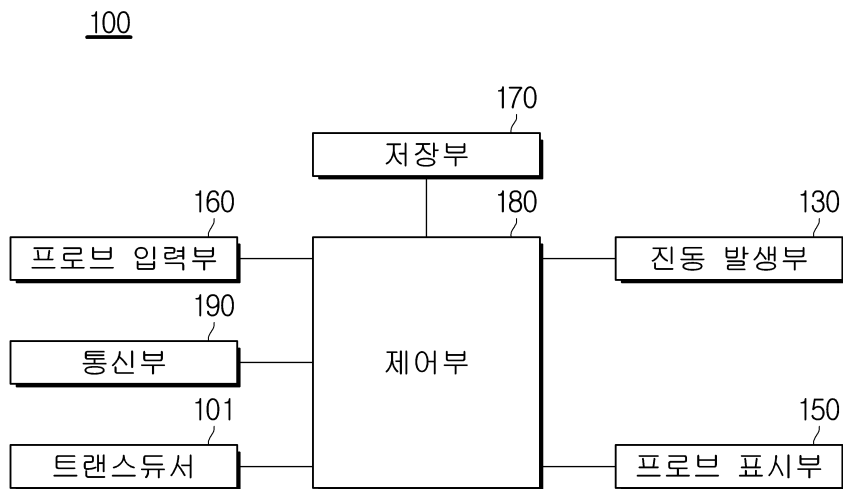 100
170
저장부
160
180
130
프로브 입력부
진동 발생부
190
통신부
제어부
101
150
트랜스듀서
프로브 표시부